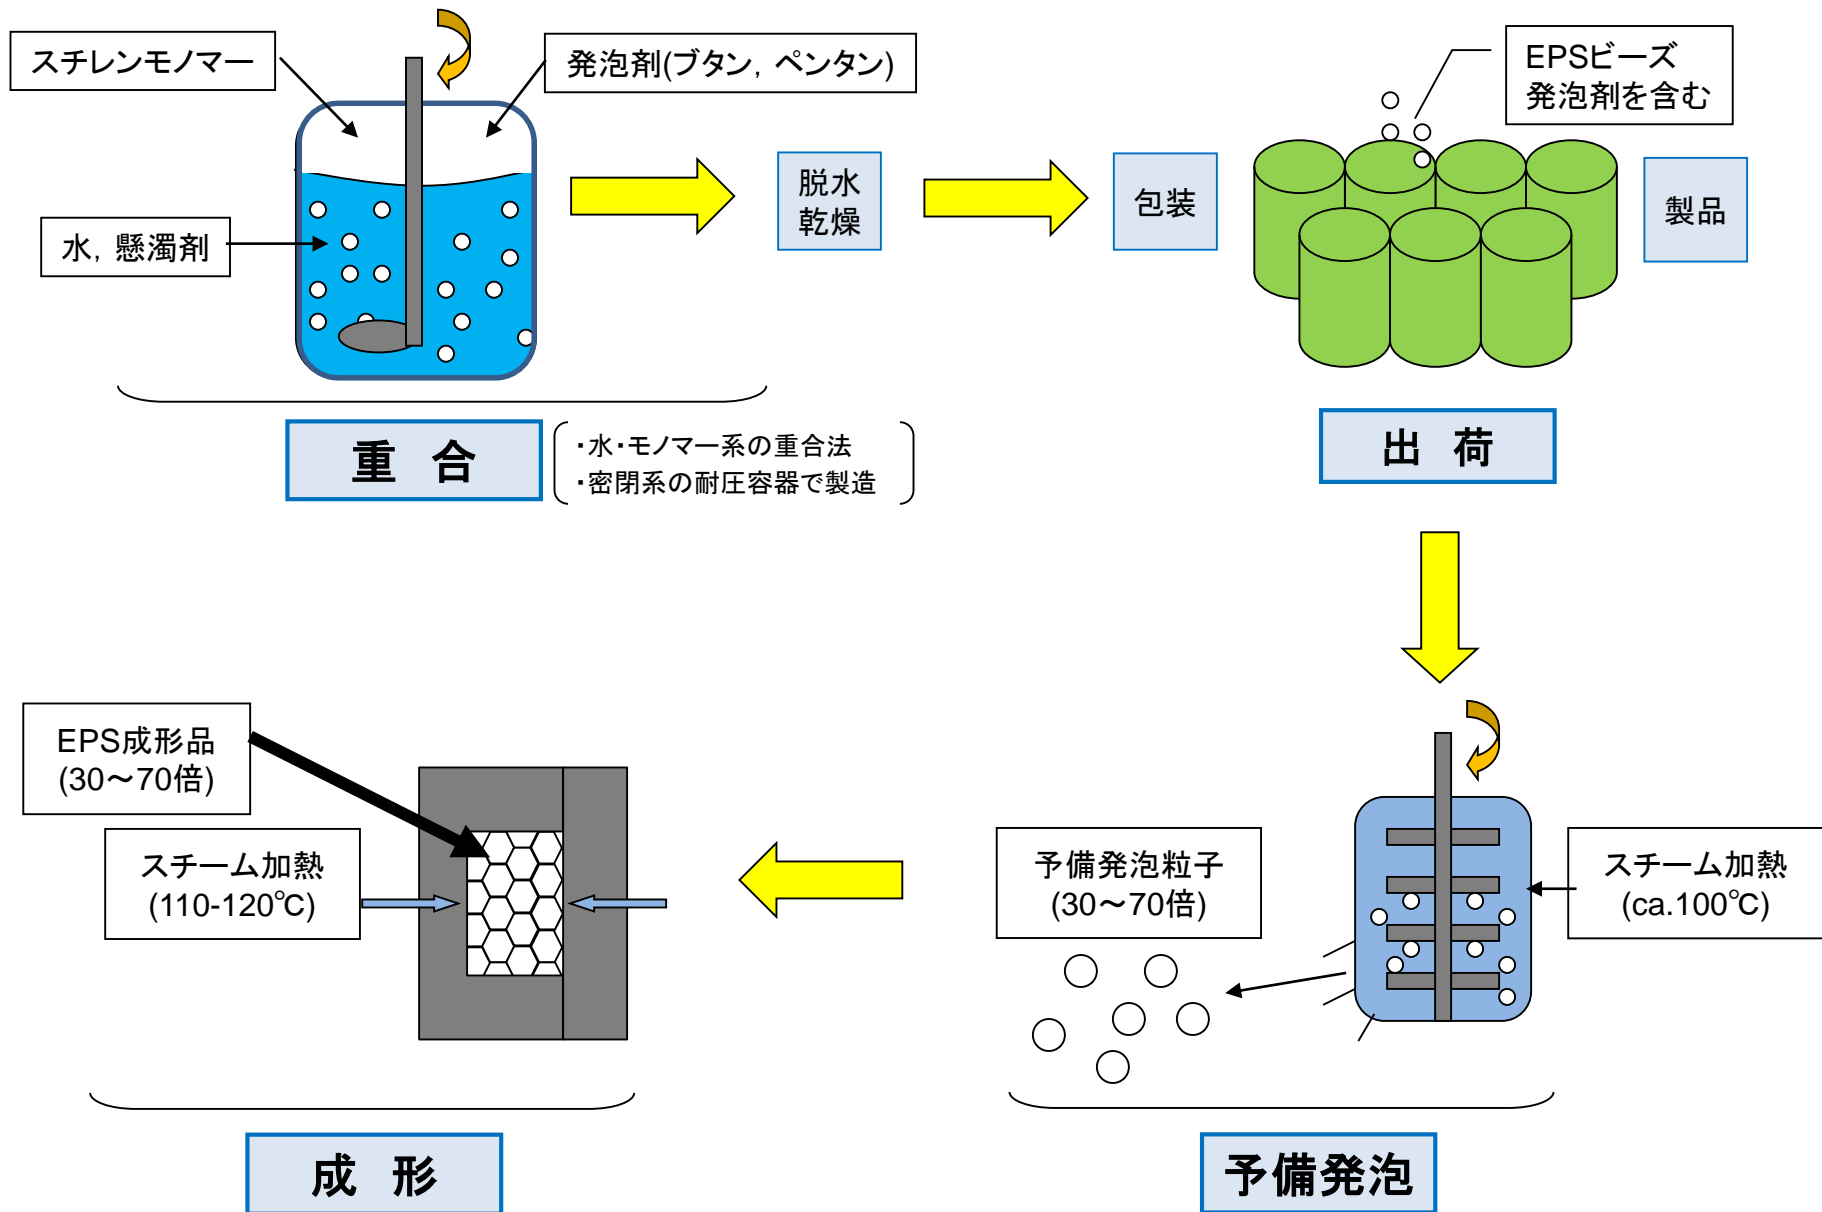 スチレンモノマー
発泡剤(ブタン, ペンタン)
水, 懸濁剤
脱水
乾燥
包装
EPSビーズ
発泡剤を含む
製品
重 合
・水・モノマー系の重合法
・密閉系の耐圧容器で製造
出 荷
スチーム加熱
(ca.100℃)
予備発泡粒子
(30～70倍)
予備発泡
EPS成形品
(30～70倍)
スチーム加熱
(110-120℃)
成 形